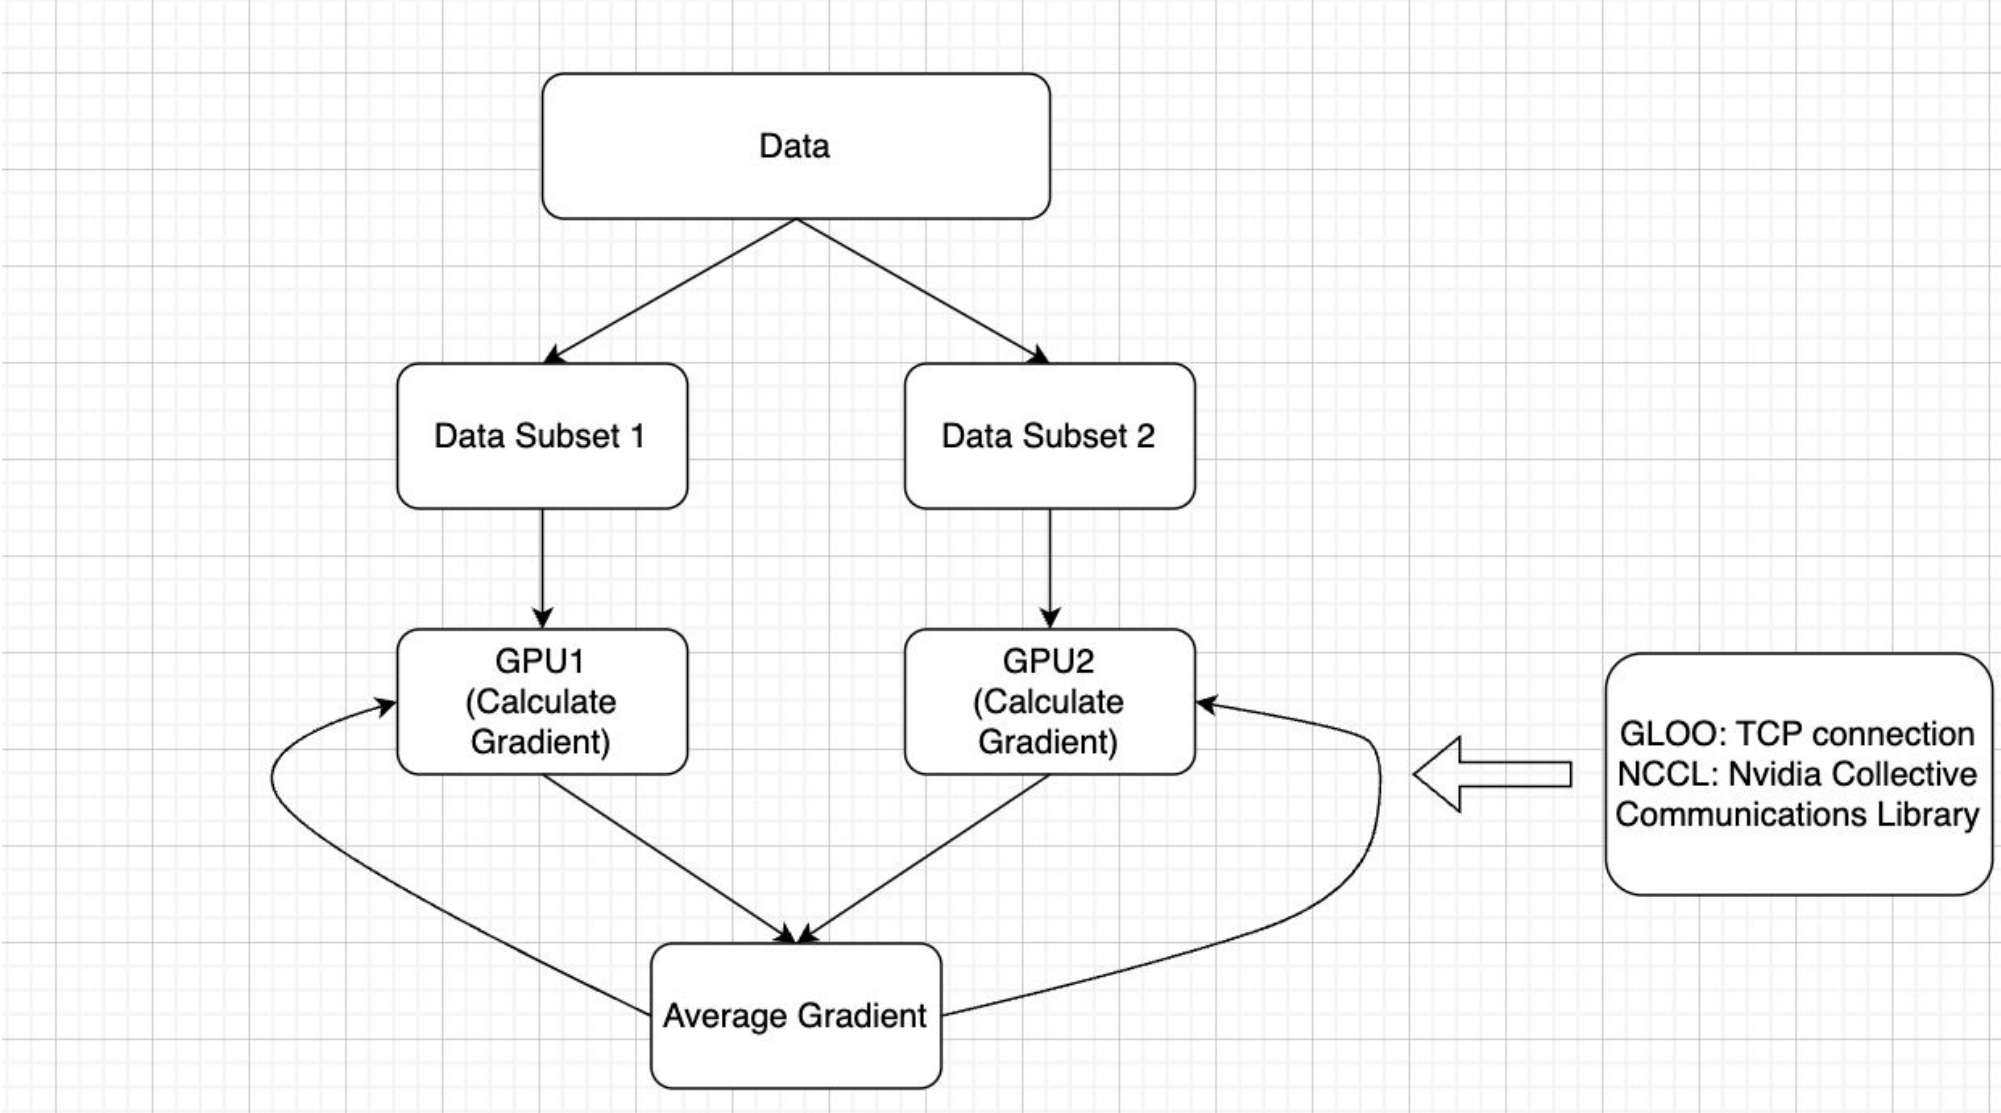 Data
Data Subset 1
Data Subset 2
GPU1
(Calculate
Gradient)
GPU2
(Calculate
Gradient)
GLOO: TCP connection
NCCL: Nvidia Collective
Communications Library
Average Gradient